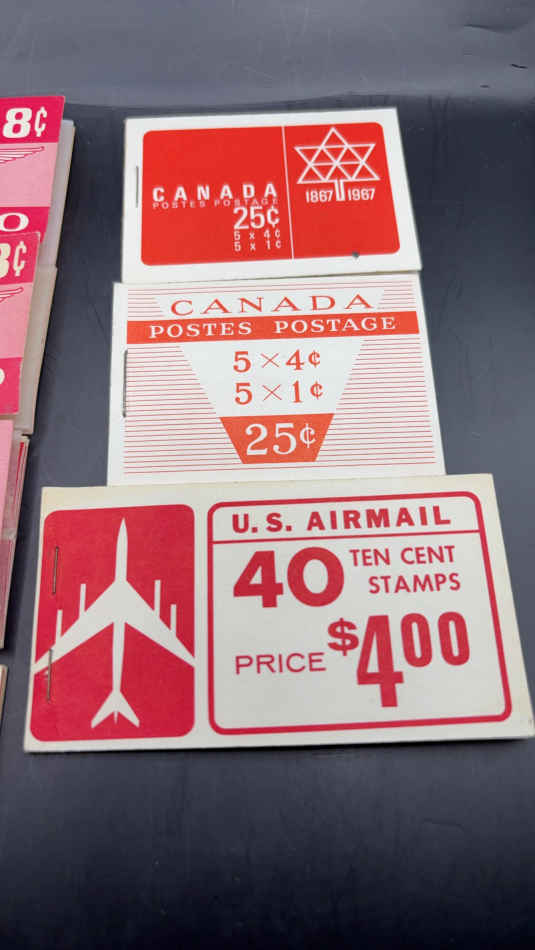 8¢
O
8¢
CANADA
POSTES POSTAGE
25¢
5 x 4¢
5 x 1¢
1867 1967
CANADA
POSTES POSTAGE
5 × 4¢
5 × 1¢
25¢
U.S. AIRMAIL
40 TEN CENT
STAMPS
PRICE $4.00